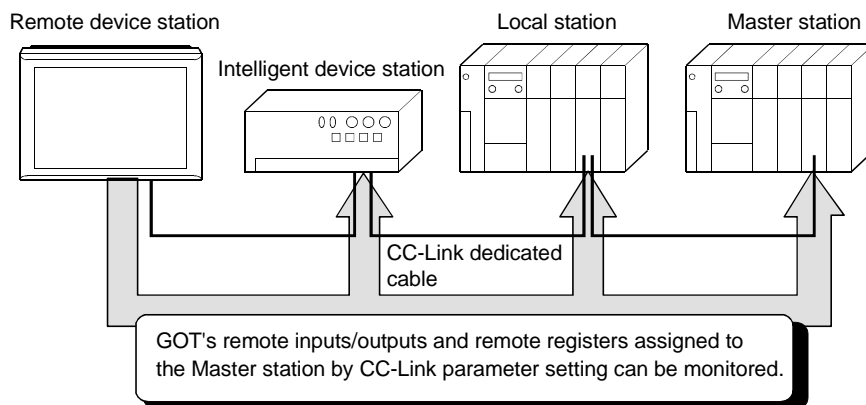 Remote device station
Intelligent device station
Local station
Master station
CC-Link dedicated
cable
GOT's remote inputs/outputs and remote registers assigned to
the Master station by CC-Link parameter setting can be monitored.